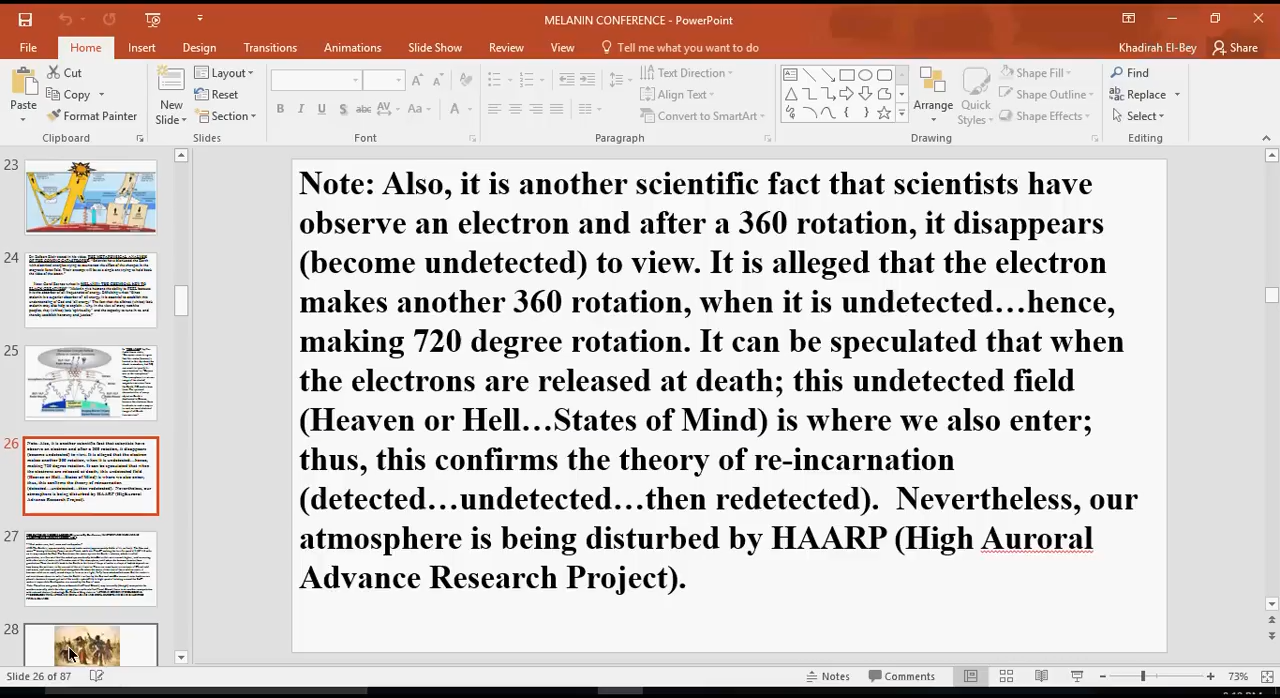 MELANIN CONFERENCE - PowerPoint
File Home Insert Design Transitions Animations Slide Show Review View Tell me what you want to do Khadirah El-Bey Share
Paste
Cut
Copy
Format Painter
Clipboard
New Slide
Layout
Reset
Section
Slides
B I U S abc AV Aa A
Font
Text Direction
Align Text
Convert to SmartArt
Paragraph
Arrange
Quick Styles
Shape Fill
Shape Outline
Shape Effects
Drawing
Find
Replace
Select
Editing
23
24
25
26
27
28
Note: Also, it is another scientific fact that scientists have
observe an electron and after a 360 rotation, it disappears
(become undetected) to view. It is alleged that the electron
makes another 360 rotation, when it is undetected…hence,
making 720 degree rotation. It can be speculated that when
the electrons are released at death; this undetected field
(Heaven or Hell…States of Mind) is where we also enter;
thus, this confirms the theory of re-incarnation
(detected…undetected…then redetected).  Nevertheless, our
atmosphere is being disturbed by HAARP (High Auroral
Advance Research Project).
Slide 26 of 87 Notes Comments 73%